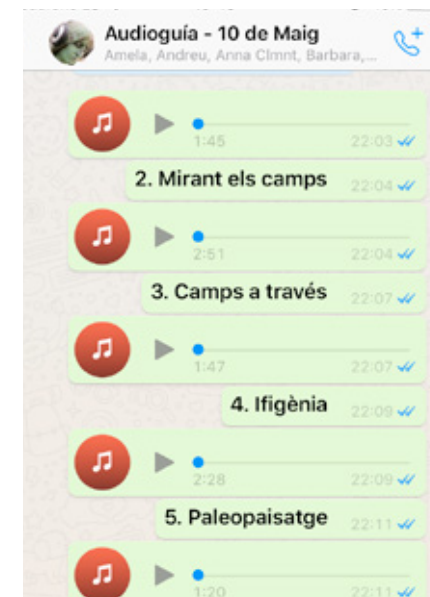 Audioguía - 10 de Maig
Amela, Andreu, Anna Clmnt, Barbara,...
1:45 22:03
2. Mirant els camps 22:04
2:51 22:04
3. Camps a través 22:07
1:47 22:07
4. Ifigènia 22:09
2:28 22:09
5. Paleopaisatge 22:11
1:20 22:11